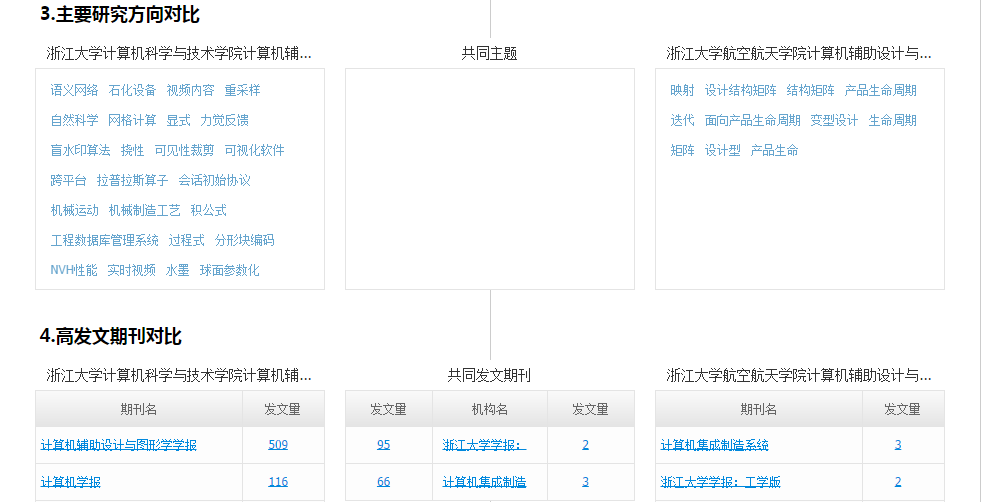 3.主要研究方向对比
浙江大学计算机科学与技术学院计算机辅...
共同主题
浙江大学航空航天学院计算机辅助设计与...
语义网络 石化设备 视频内容 重采样
自然科学 网格计算 显式 力觉反馈
盲水印算法 挠性 可见性裁剪 可视化软件
跨平台 拉普拉斯算子 会话初始协议
机械运动 机械制造工艺 积公式
工程数据库管理系统 过程式 分形块编码
NVH性能 实时视频 水墨 球面参数化
映射 设计结构矩阵 结构矩阵 产品生命周期
迭代 面向产品生命周期 变型设计 生命周期
矩阵 设计型 产品生命
4.高发文期刊对比
浙江大学计算机科学与技术学院计算机辅...
共同发文期刊
浙江大学航空航天学院计算机辅助设计与...
期刊名 发文量 发文量 机构名 发文量 期刊名 发文量
计算机辅助设计与图形学学报 509 95 浙江大学学报： 2 计算机集成制造系统 3
计算机学报 116 66 计算机集成制造 3 浙江大学学报：工学版 2